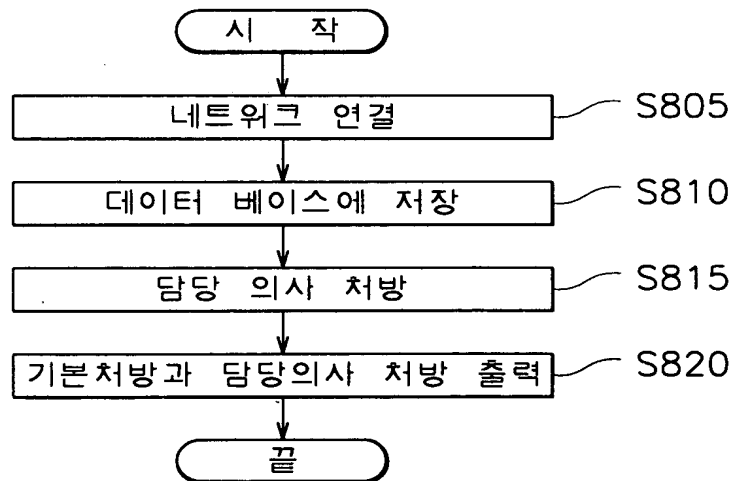 시 작
네트워크 연결 S805
데이터 베이스에 저장 S810
담당 의사 처방 S815
기본처방과 담당의사 처방 출력 S820
끝